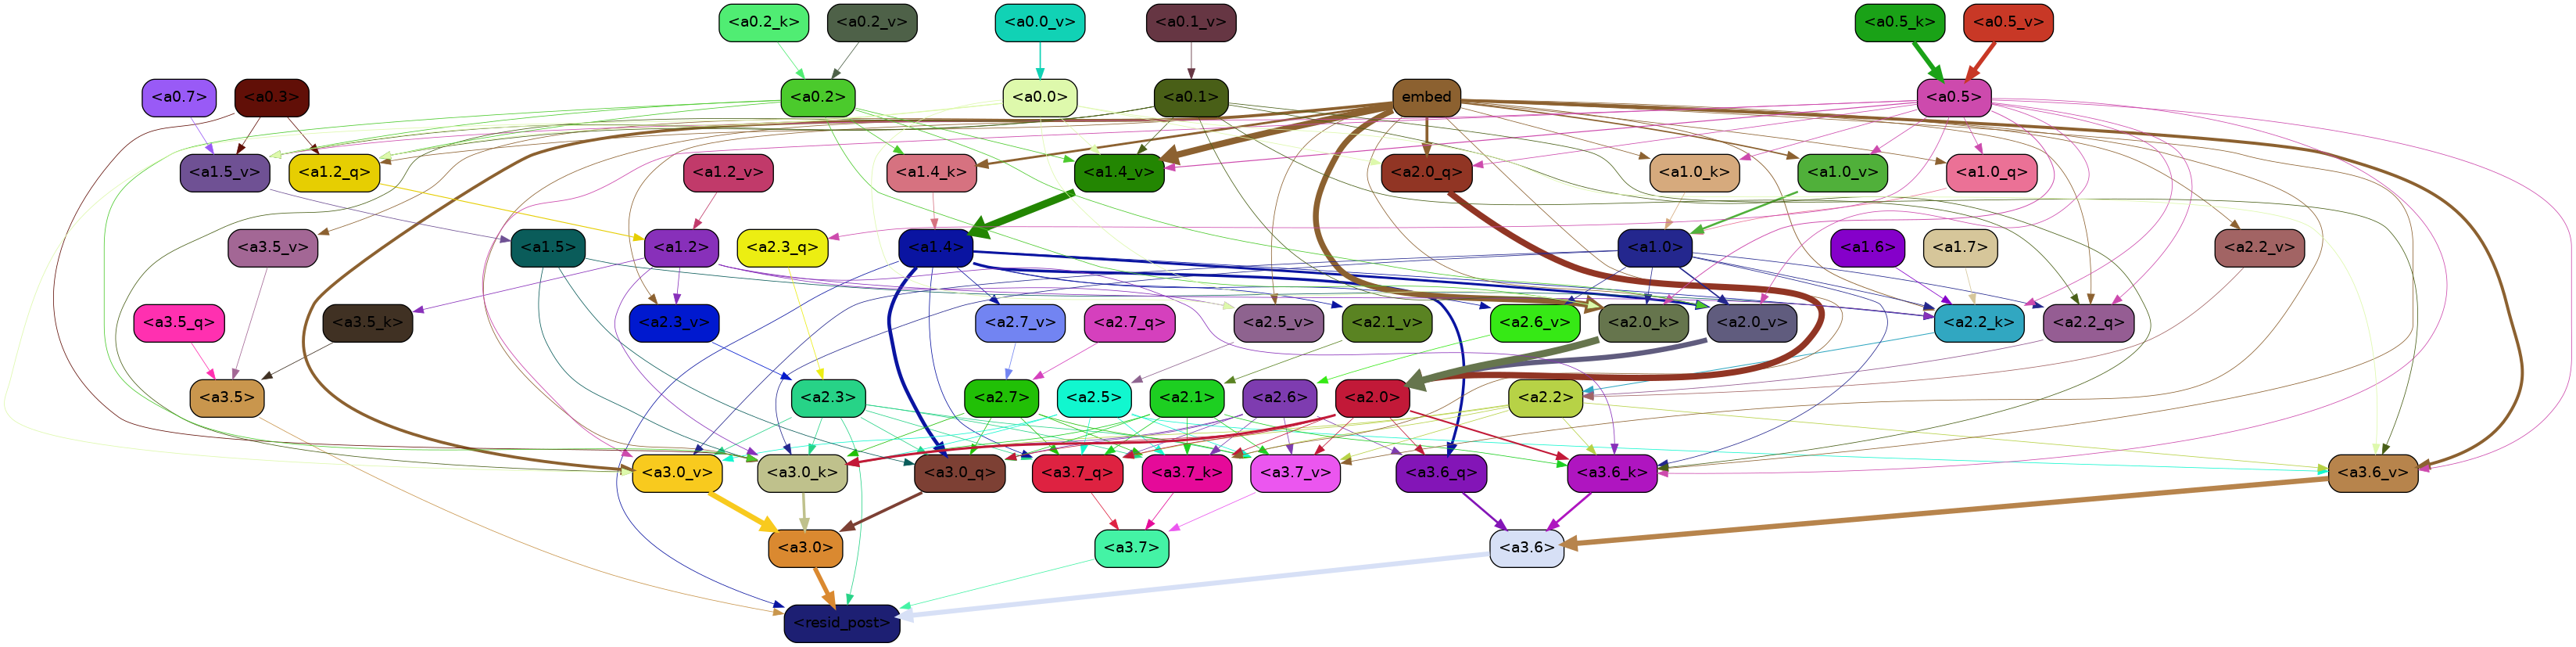 <a0.2_k> <a0.2_v> <a0.0_v> <a0.1_v> <a0.5_k> <a0.5_v>
<a0.7> <a0.3> <a0.2> <a0.0> <a0.1> embed <a0.5>
<a1.5_v> <a1.2_q> <a1.2_v> <a1.4_k> <a1.4_v> <a2.0_q> <a1.0_k> <a1.0_v> <a1.0_q>
<a3.5_v> <a1.5> <a1.2> <a2.3_q> <a1.4> <a1.0> <a1.6> <a1.7> <a2.2_v>
<a3.5_q> <a3.5_k> <a2.3_v> <a2.7_v> <a2.7_q> <a2.5_v> <a2.1_v> <a2.6_v> <a2.0_k> <a2.0_v> <a2.2_k> <a2.2_q>
<a3.5> <a2.3> <a2.7> <a2.5> <a2.1> <a2.6> <a2.0> <a2.2>
<a3.0_v> <a3.0_k> <a3.0_q> <a3.7_q> <a3.7_k> <a3.7_v> <a3.6_q> <a3.6_k> <a3.6_v>
<a3.0> <a3.7> <a3.6>
<resid_post>